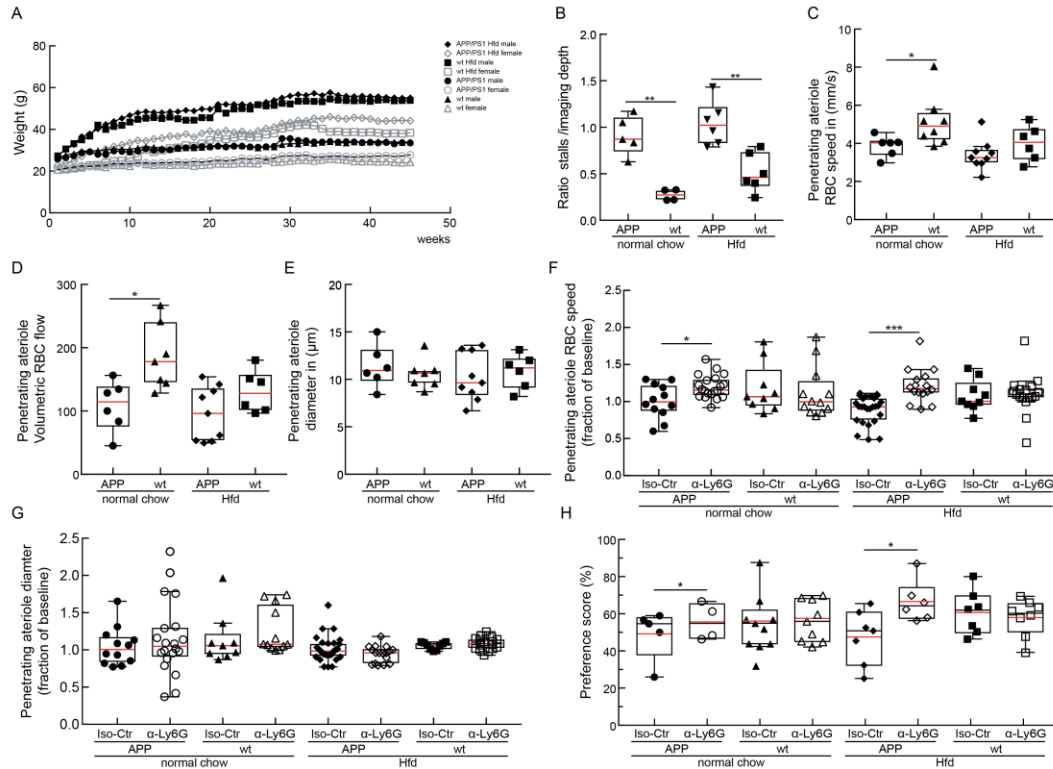 A
Weight (g)
80
60
40
20
0
0
10
20
30
40
50
weeks
APP/PS1 Hfd male
APP/PS1 Hfd female
wt Hfd male
wt Hfd female
APP/PS1 male
APP/PS1 female
wt male
wt female
B
Ratio stalls /imaging depth
2.0
1.5
1.0
0.5
0.0
**
**
APP wt APP wt
normal chow Hfd
C
Penetrating ateriole
RBC speed in (mm/s)
10
8
6
4
2
0
*
APP wt APP wt
normal chow Hfd
D
Penetrating ateriole
Volumetric RBC flow
300
200
100
0
*
APP wt APP wt
normal chow Hfd
E
Penetrating ateriole
diameter in (µm)
20
15
10
5
0
APP wt APP wt
normal chow Hfd
F
Penetrating ateriole RBC speed
(fraction of baseline)
2.5
2.0
1.5
1.0
0.5
0.0
*
***
Iso-Ctr α-Ly6G Iso-Ctr α-Ly6G Iso-Ctr α-Ly6G Iso-Ctr α-Ly6G
APP wt APP wt
normal chow Hfd
G
Penetrating ateriole diamter
(fraction of baseline)
2.5
2.0
1.5
1.0
0.5
0.0
Iso-Ctr α-Ly6G Iso-Ctr α-Ly6G Iso-Ctr α-Ly6G Iso-Ctr α-Ly6G
APP wt APP wt
normal chow Hfd
H
Preference score (%)
100
80
60
40
20
0
*
*
Iso-Ctr α-Ly6G Iso-Ctr α-Ly6G Iso-Ctr α-Ly6G Iso-Ctr α-Ly6G
APP wt APP wt
normal chow Hfd